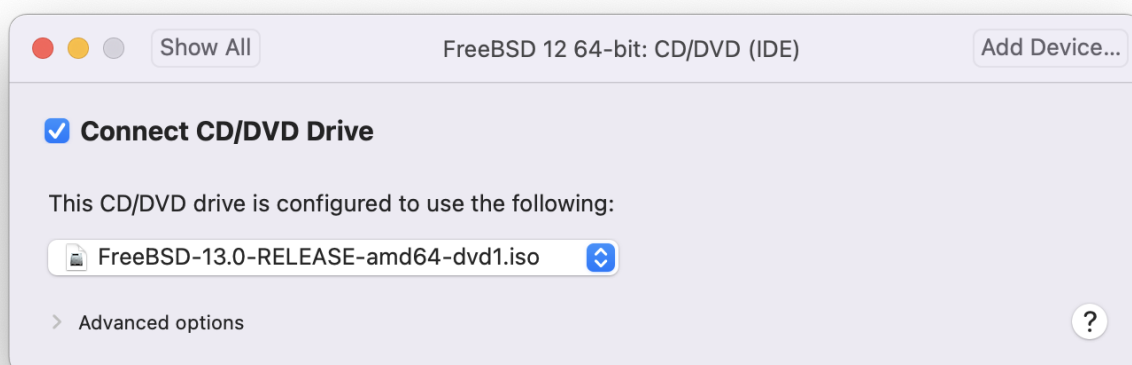 Show All FreeBSD 12 64-bit: CD/DVD (IDE) Add Device...
Connect CD/DVD Drive
This CD/DVD drive is configured to use the following:
FreeBSD-13.0-RELEASE-amd64-dvd1.iso
Advanced options ?